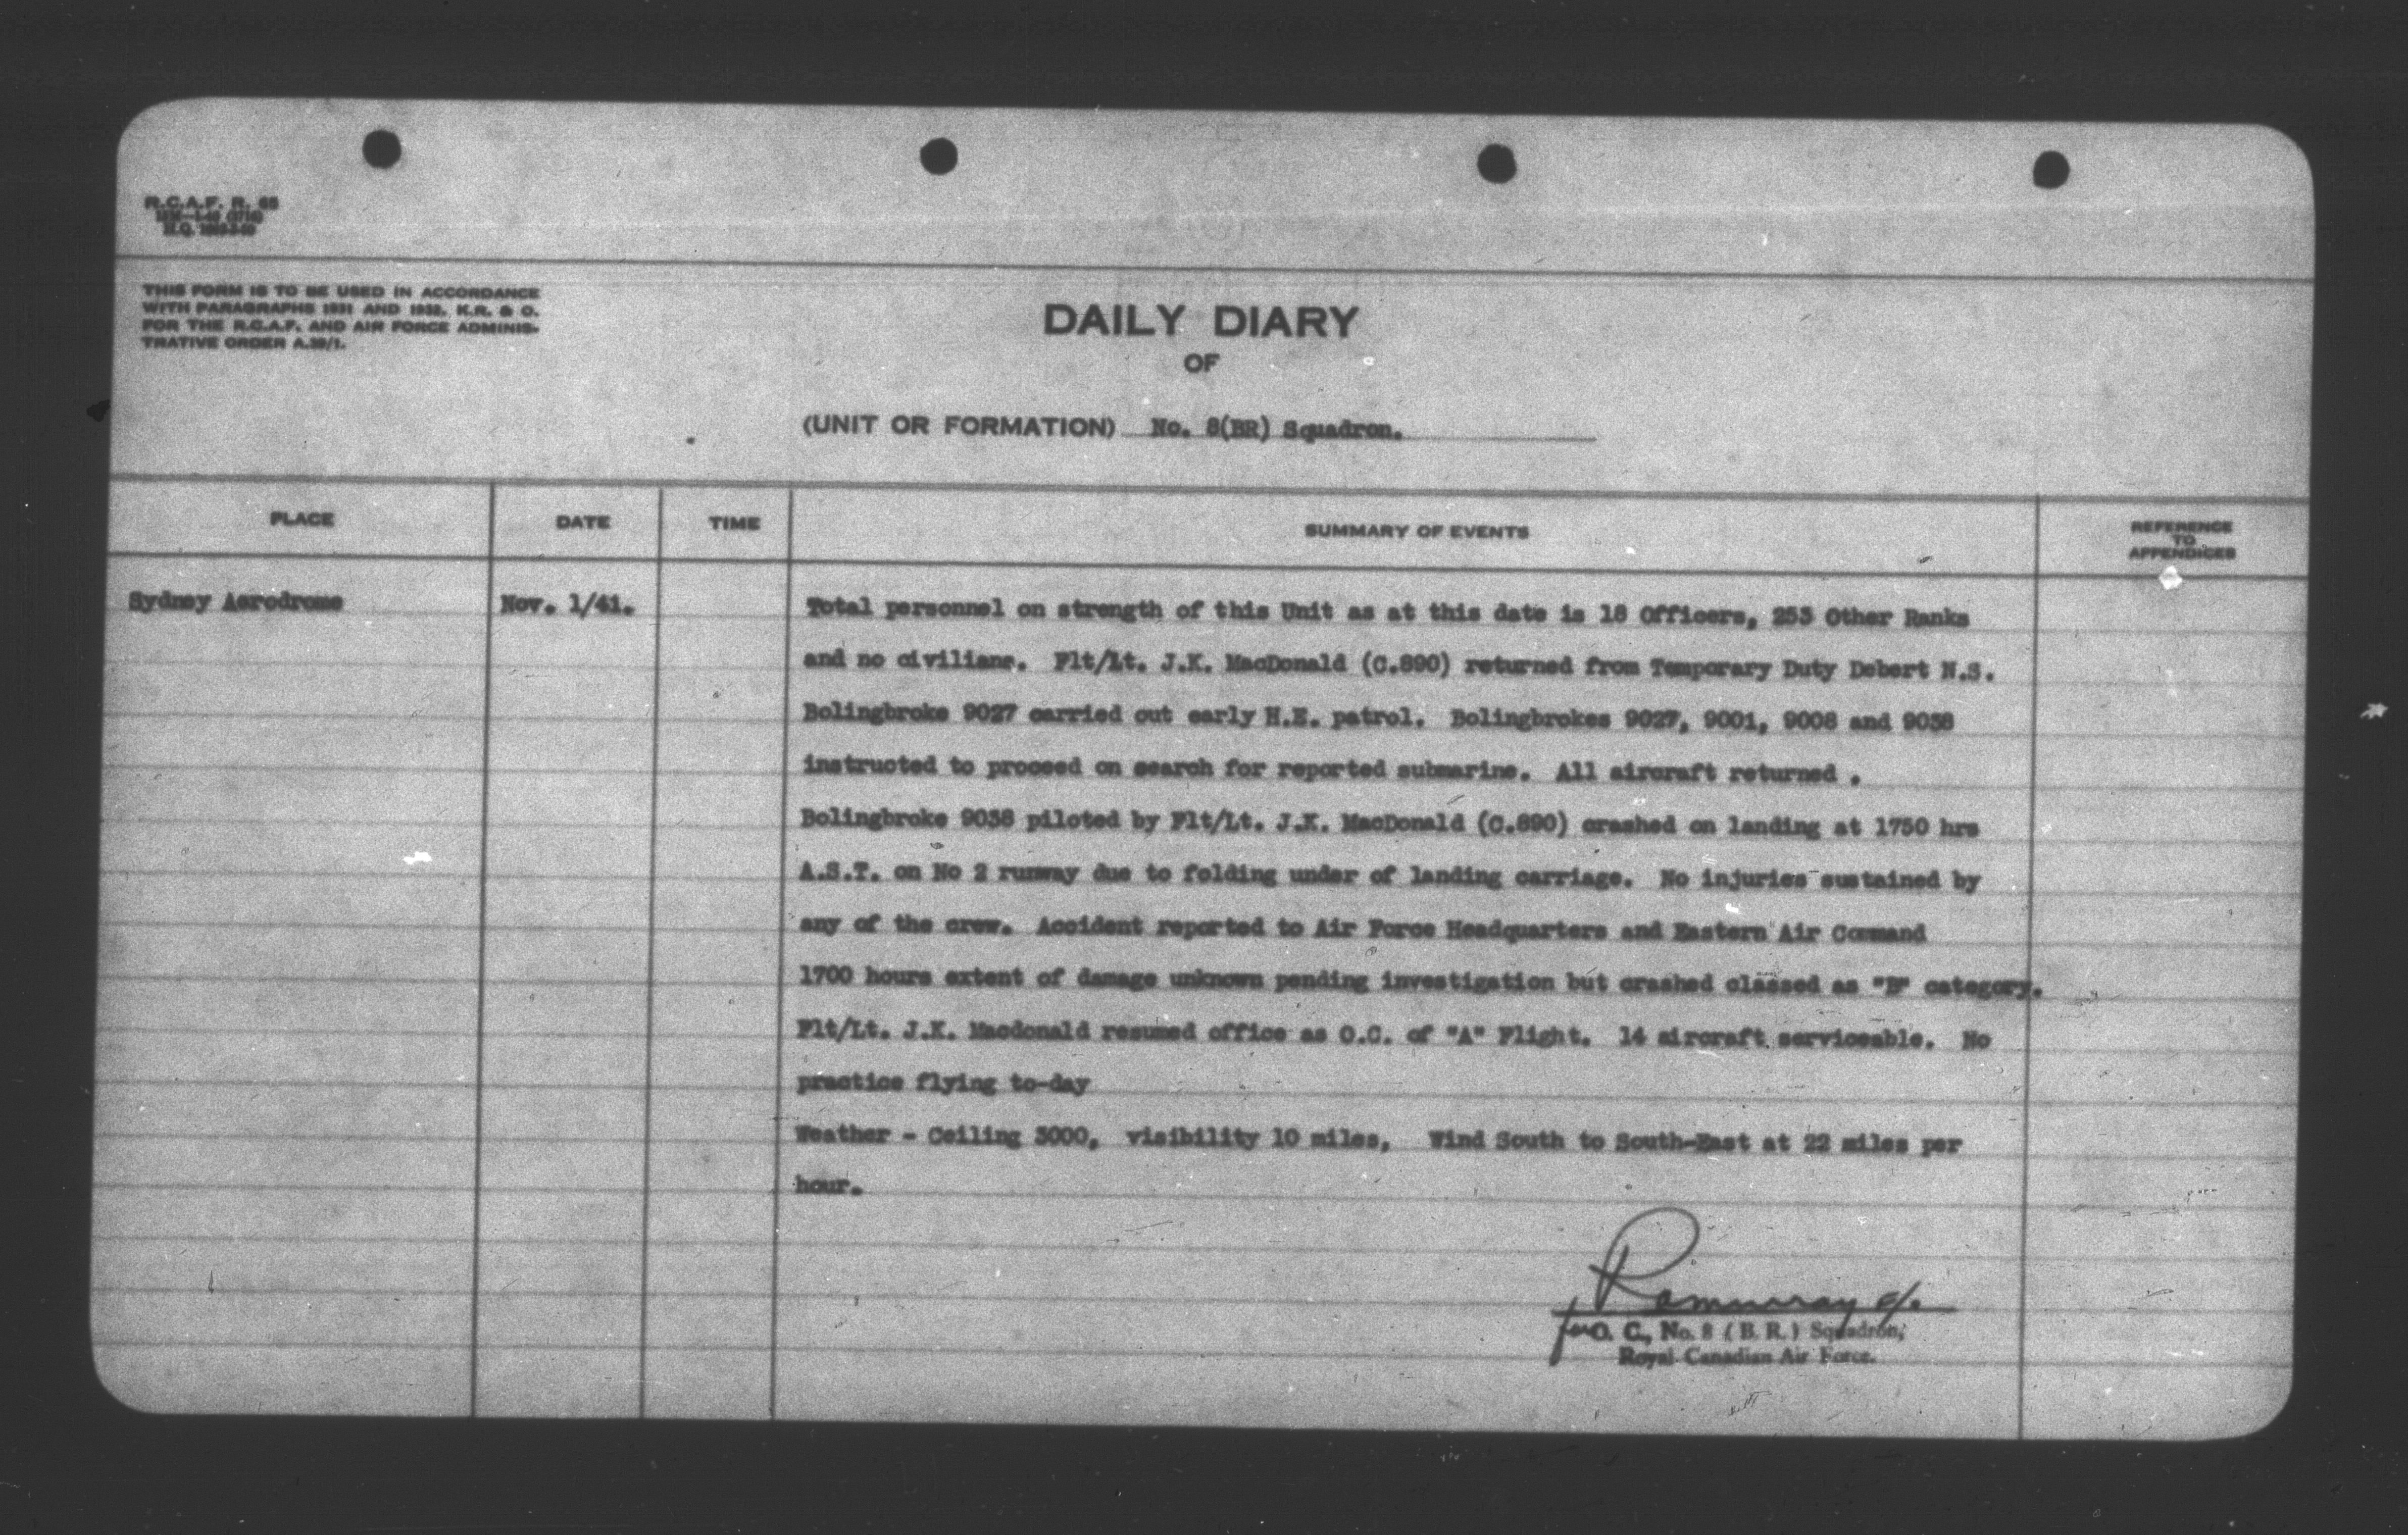 R.C.A.F. R. 65
THIS FORM IS TO BE USED IN ACCORDANCE
WITH PARAGRAPHS 1931 AND 1932, K.R. & O.
FOR THE R.C.A.F. AND AIR FORCE ADMINIS-
TRATIVE ORDER A.39/1.
DAILY DIARY
OF
(UNIT OR FORMATION) No. 8(BR) Squadron.
PLACE DATE TIME SUMMARY OF EVENTS REFERENCE TO APPENDICES
Sydney Aerodrome Nov. 1/41. Total personnel on strength of this Unit as at this date is 18 Officers, 253 Other Ranks
and no civilians. Flt/Lt. J.K. MacDonald (C.890) returned from Temporary Duty Debert N.S.
Bolingbroke 9027 carried out early H.E. patrol. Bolingbrokes 9027, 9001, 9008 and 9038
instructed to proceed on search for reported submarine. All aircraft returned .
Bolingbroke 9038 piloted by Flt/Lt. J.K. MacDonald (C.890) crashed on landing at 1750 hrs
A.S.T. on No 2 runway due to folding under of landing carriage. No injuries sustained by
any of the crew. Accident reported to Air Force Headquarters and Eastern Air Command
1700 hours extent of damage unknown pending investigation but crashed classed as "B" category.
Flt/Lt. J.K. Macdonald resumed office as O.C. of "A" Flight. 14 aircraft serviceable. No
practice flying to-day
Weather - Ceiling 3000, visibility 10 miles, Wind South to South-East at 22 miles per
hour.
for O. C., No. 8 ( B. R. ) Squadron,
Royal Canadian Air Force.